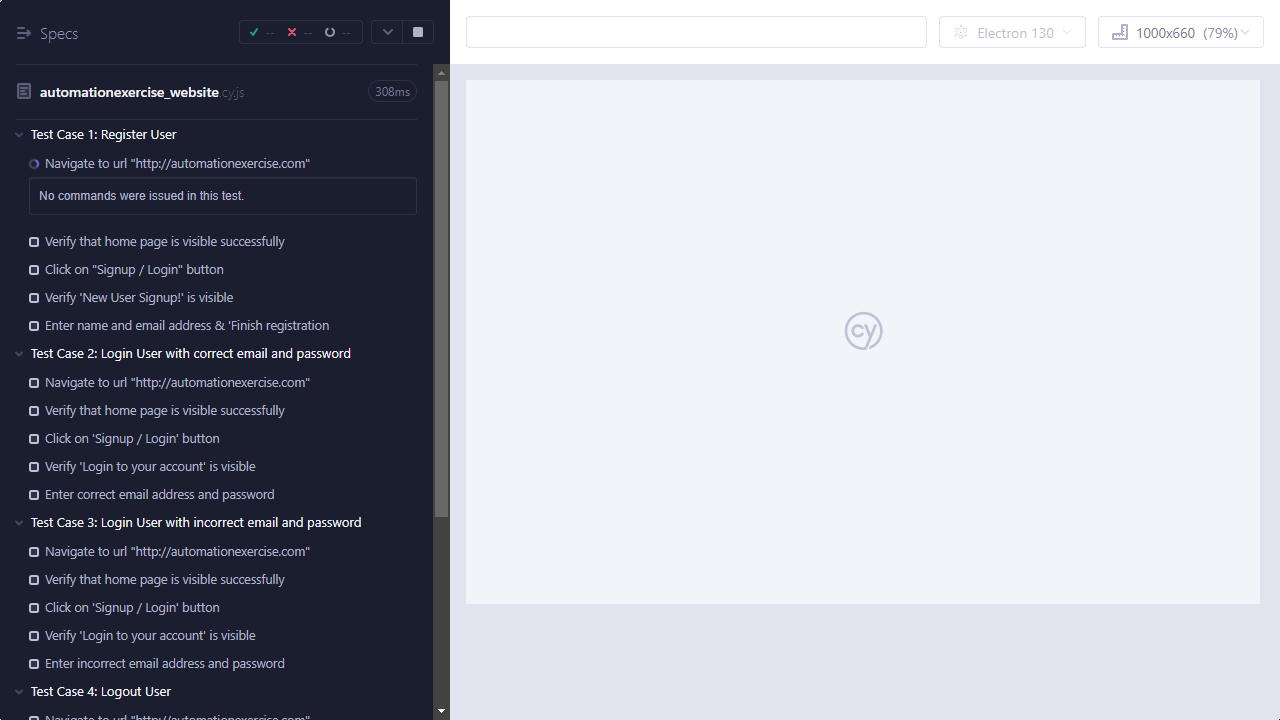 Specs
--
--
--
Electron 130
1000x660 (79%)
automationexercise_website.cy.js
308ms
Test Case 1: Register User
Navigate to url "http://automationexercise.com"
No commands were issued in this test.
Verify that home page is visible successfully
Click on "Signup / Login" button
Verify 'New User Signup!' is visible
Enter name and email address & 'Finish registration
Test Case 2: Login User with correct email and password
Navigate to url "http://automationexercise.com"
Verify that home page is visible successfully
Click on 'Signup / Login' button
Verify 'Login to your account' is visible
Enter correct email address and password
Test Case 3: Login User with incorrect email and password
Navigate to url "http://automationexercise.com"
Verify that home page is visible successfully
Click on 'Signup / Login' button
Verify 'Login to your account' is visible
Enter incorrect email address and password
Test Case 4: Logout User
Navigate to url "http://automationexercise.com"
cy